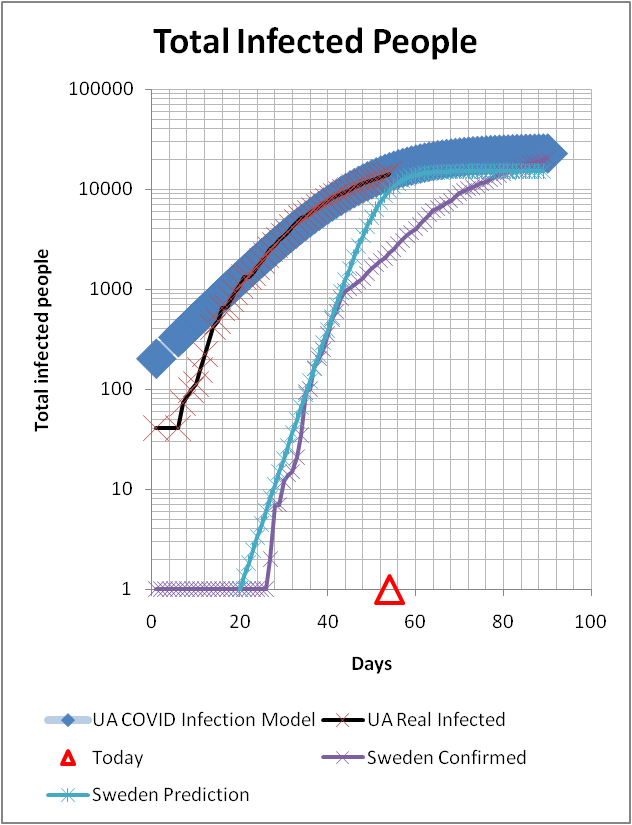 Total Infected People
100000
10000
1000
100
10
1
Total infected people
0 20 40 60 80 100
Days
UA COVID Infection Model UA Real Infected
Today Sweden Confirmed
Sweden Prediction